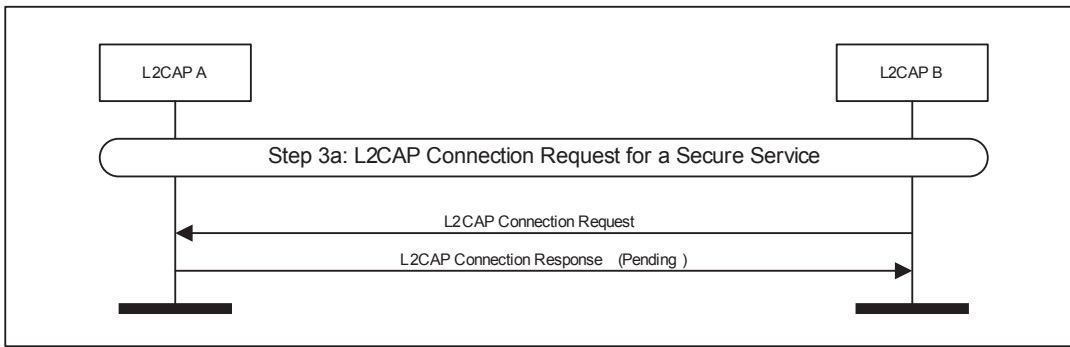 L2CAP A
L2CAP B
Step 3a: L2CAP Connection Request for a Secure Service
L2CAP Connection Request
L2CAP Connection Response (Pending )